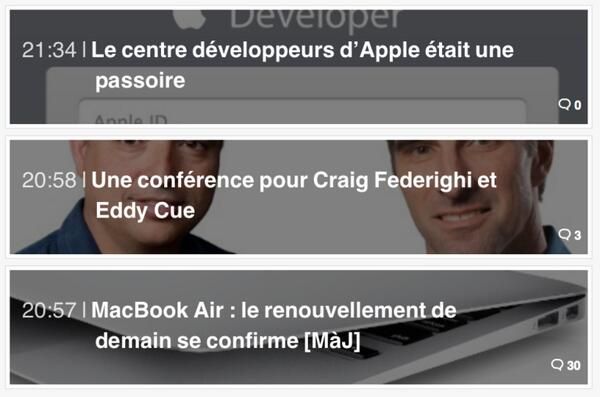 Developer
21:34 | Le centre développeurs d’Apple était une
passoire
Apple ID
0
20:58 | Une conférence pour Craig Federighi et
Eddy Cue
3
20:57 | MacBook Air : le renouvellement de
demain se confirme [MàJ]
30